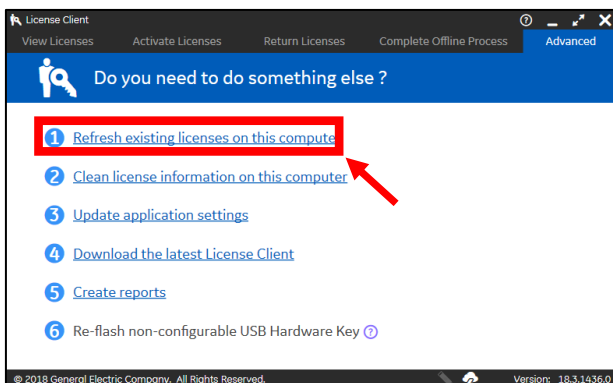 License Client
View Licenses Activate Licenses Return Licenses Complete Offline Process Advanced
Do you need to do something else ?
1 Refresh existing licenses on this compute
2 Clean license information on this computer
3 Update application settings
4 Download the latest License Client
5 Create reports
6 Re-flash non-configurable USB Hardware Key ?
© 2018 General Electric Company. All Rights Reserved. Version: 18.3.1436.0